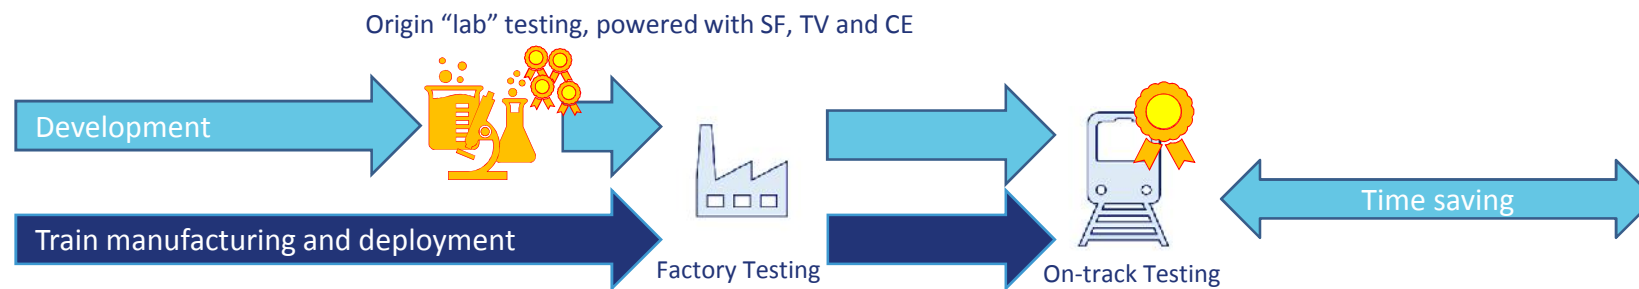 Origin “lab” testing, powered with SF, TV and CE
Development
Time saving
Train manufacturing and deployment
Factory Testing
On-track Testing